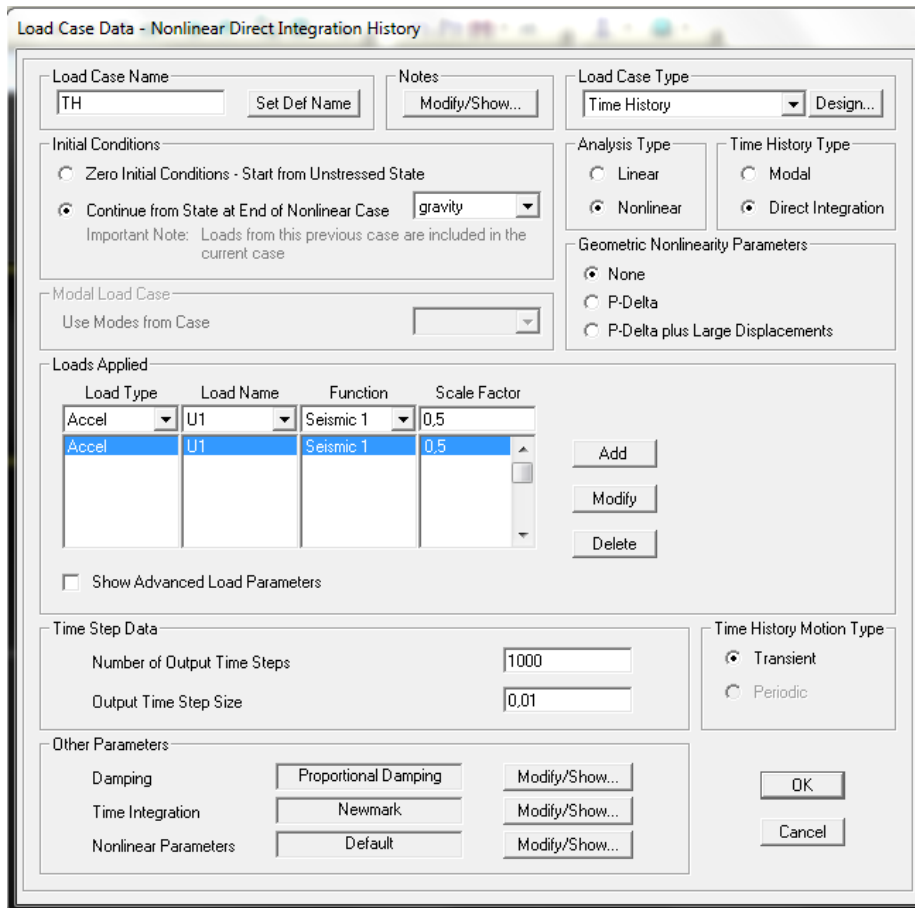 Load Case Data - Nonlinear Direct Integration History
Load Case Name
TH
Set Def Name
Notes
Modify/Show...
Load Case Type
Time History
Design...
Initial Conditions
Zero Initial Conditions - Start from Unstressed State
Continue from State at End of Nonlinear Case
gravity
Important Note: Loads from this previous case are included in the
current case
Analysis Type
Linear
Nonlinear
Time History Type
Modal
Direct Integration
Geometric Nonlinearity Parameters
None
P-Delta
P-Delta plus Large Displacements
Modal Load Case
Use Modes from Case
Loads Applied
Load Type Load Name Function Scale Factor
Accel U1 Seismic 1 0,5
Accel U1 Seismic 1 0,5
Add
Modify
Delete
Show Advanced Load Parameters
Time Step Data
Number of Output Time Steps 1000
Output Time Step Size 0,01
Time History Motion Type
Transient
Periodic
Other Parameters
Damping Proportional Damping Modify/Show...
Time Integration Newmark Modify/Show...
Nonlinear Parameters Default Modify/Show...
OK
Cancel